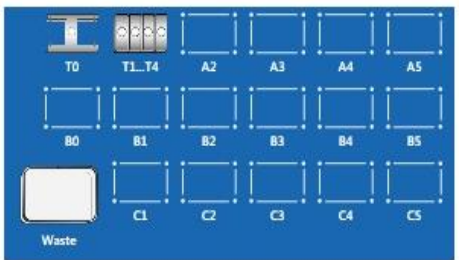 T0 T1...T4 A2 A3 A4 A5
B0 B1 B2 B3 B4 B5
C1 C2 C3 C4 C5
Waste